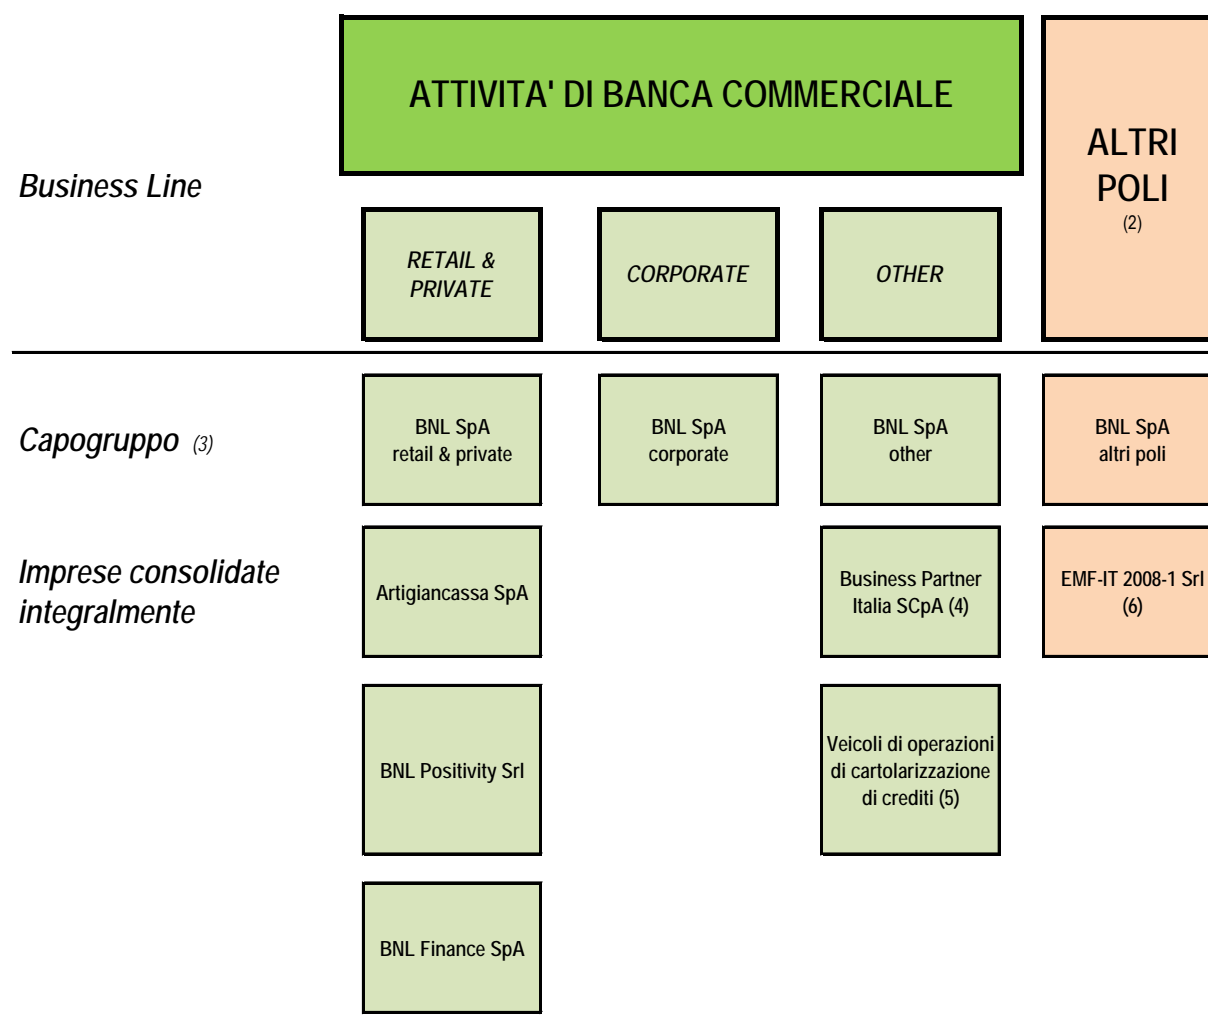 ATTIVITA' DI BANCA COMMERCIALE
ALTRI
POLI
(2)
Business Line
RETAIL &
PRIVATE
CORPORATE
OTHER
Capogruppo (3)
BNL SpA
retail & private
BNL SpA
corporate
BNL SpA
other
BNL SpA
altri poli
Imprese consolidate
integralmente
Artigiancassa SpA
Business Partner
Italia SCpA (4)
EMF-IT 2008-1 Srl
(6)
BNL Positivity Srl
Veicoli di operazioni
di cartolarizzazione
di crediti (5)
BNL Finance SpA